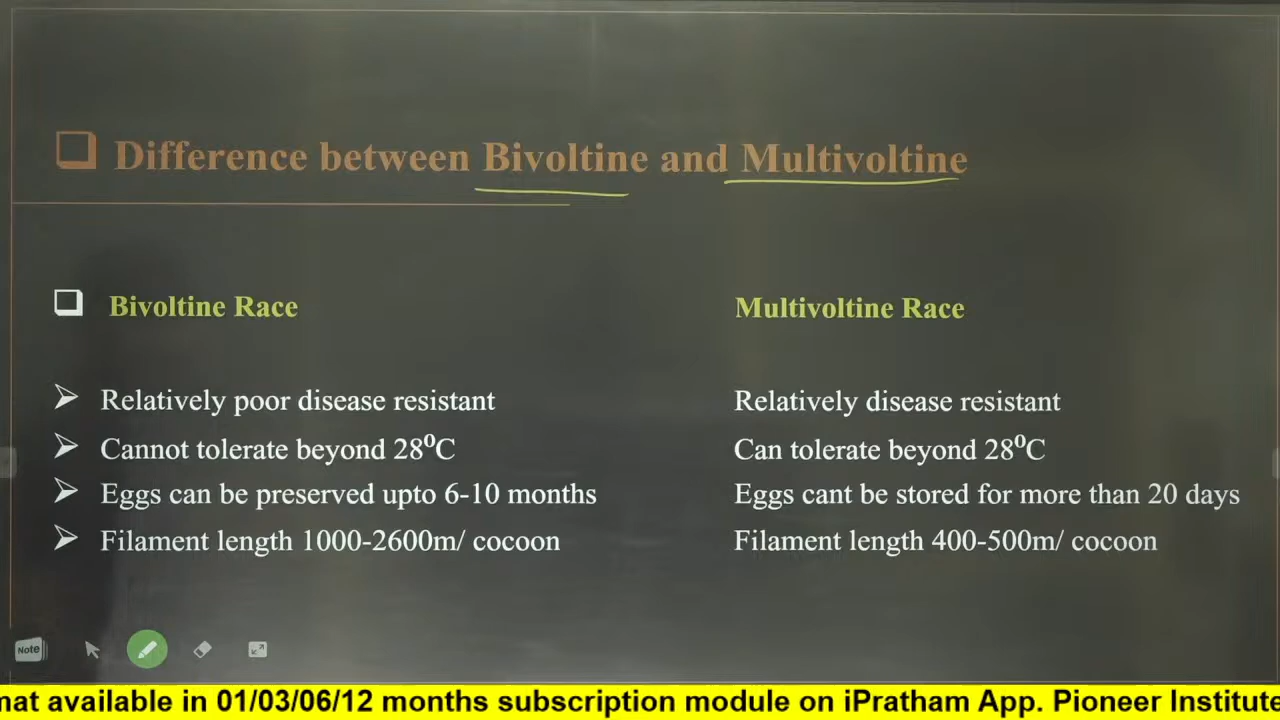 Difference between Bivoltine and Multivoltine
Bivoltine Race
Multivoltine Race
Relatively poor disease resistant
Relatively disease resistant
Cannot tolerate beyond 28⁰C
Can tolerate beyond 28⁰C
Eggs can be preserved upto 6-10 months
Eggs cant be stored for more than 20 days
Filament length 1000-2600m/ cocoon
Filament length 400-500m/ cocoon
Note
mat available in 01/03/06/12 months subscription module on iPratham App. Pioneer Institute